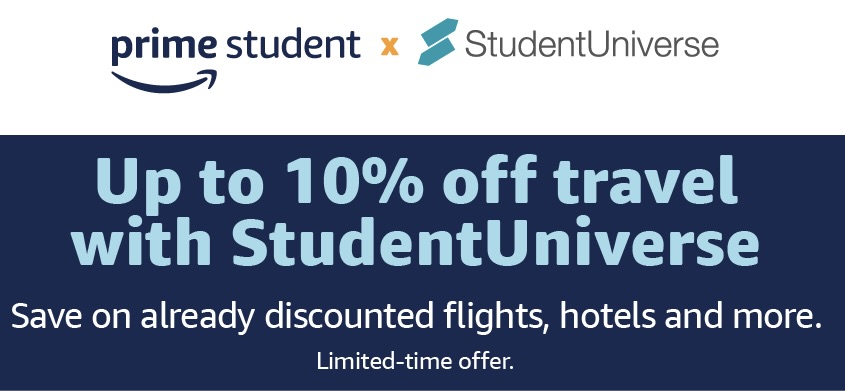 prime student x StudentUniverse
Up to 10% off travel
with StudentUniverse
Save on already discounted flights, hotels and more.
Limited-time offer.